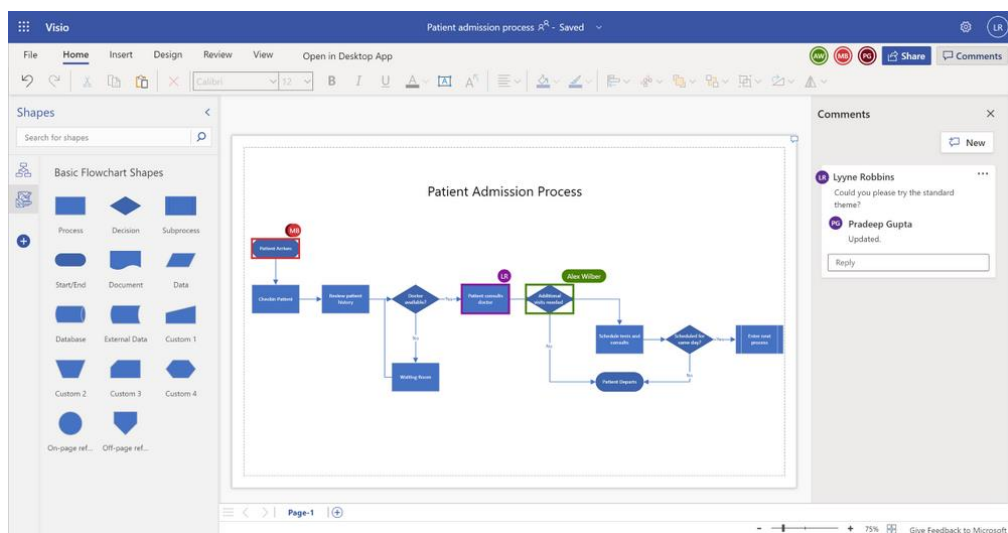 Visio
Patient admission process - Saved
LR
File Home Insert Design Review View Open in Desktop App
AW MB PG Share Comments
Calibri 12 B I U A A A
Shapes
Search for shapes
Basic Flowchart Shapes
Process Decision Subprocess
Start/End Document Data
Database External Data Custom 1
Custom 2 Custom 3 Custom 4
On-page ref... Off-page ref...
Patient Admission Process
MB
Patient Arrives
LR
Alex Wilber
Checkin Patient
Review patient
history
Doctor
available?
Yes
Patient consults
doctor
Additional
visits needed?
No
Waiting Room
No
Schedule tests and
consults
Scheduled for
same day?
Yes
Enter next
process
No
Patient Departs
Comments
New
LR Lyyne Robbins
Could you please try the standard
theme?
PG Pradeep Gupta
Updated.
Reply
Page-1
75% Give Feedback to Microsoft